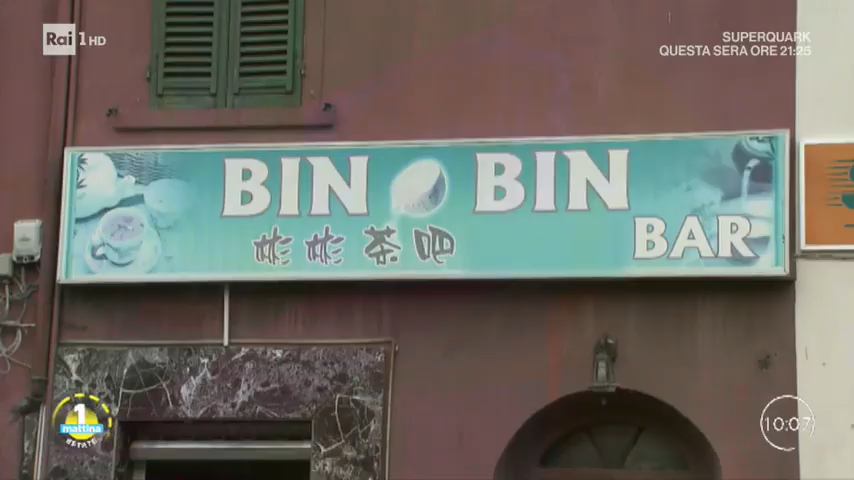 Rai 1 HD
SUPERQUARK
QUESTA SERA ORE 21:25
BIN BIN
彬彬茶吧
BAR
1
mattina
ESTATE
10:07